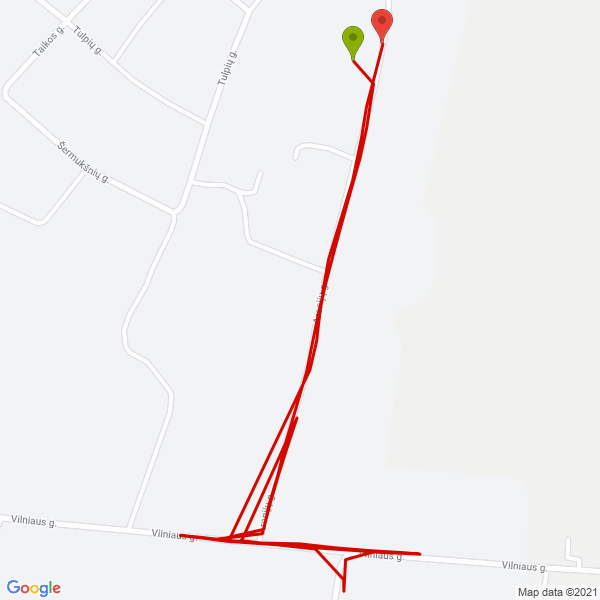 Taikos g.
Tulpių g.
Tulpių g.
Šermukšnių g.
Vilniaus g.
Vilniaus g.
Vilniaus g.
Vilniaus g.
Google
Map data ©2021